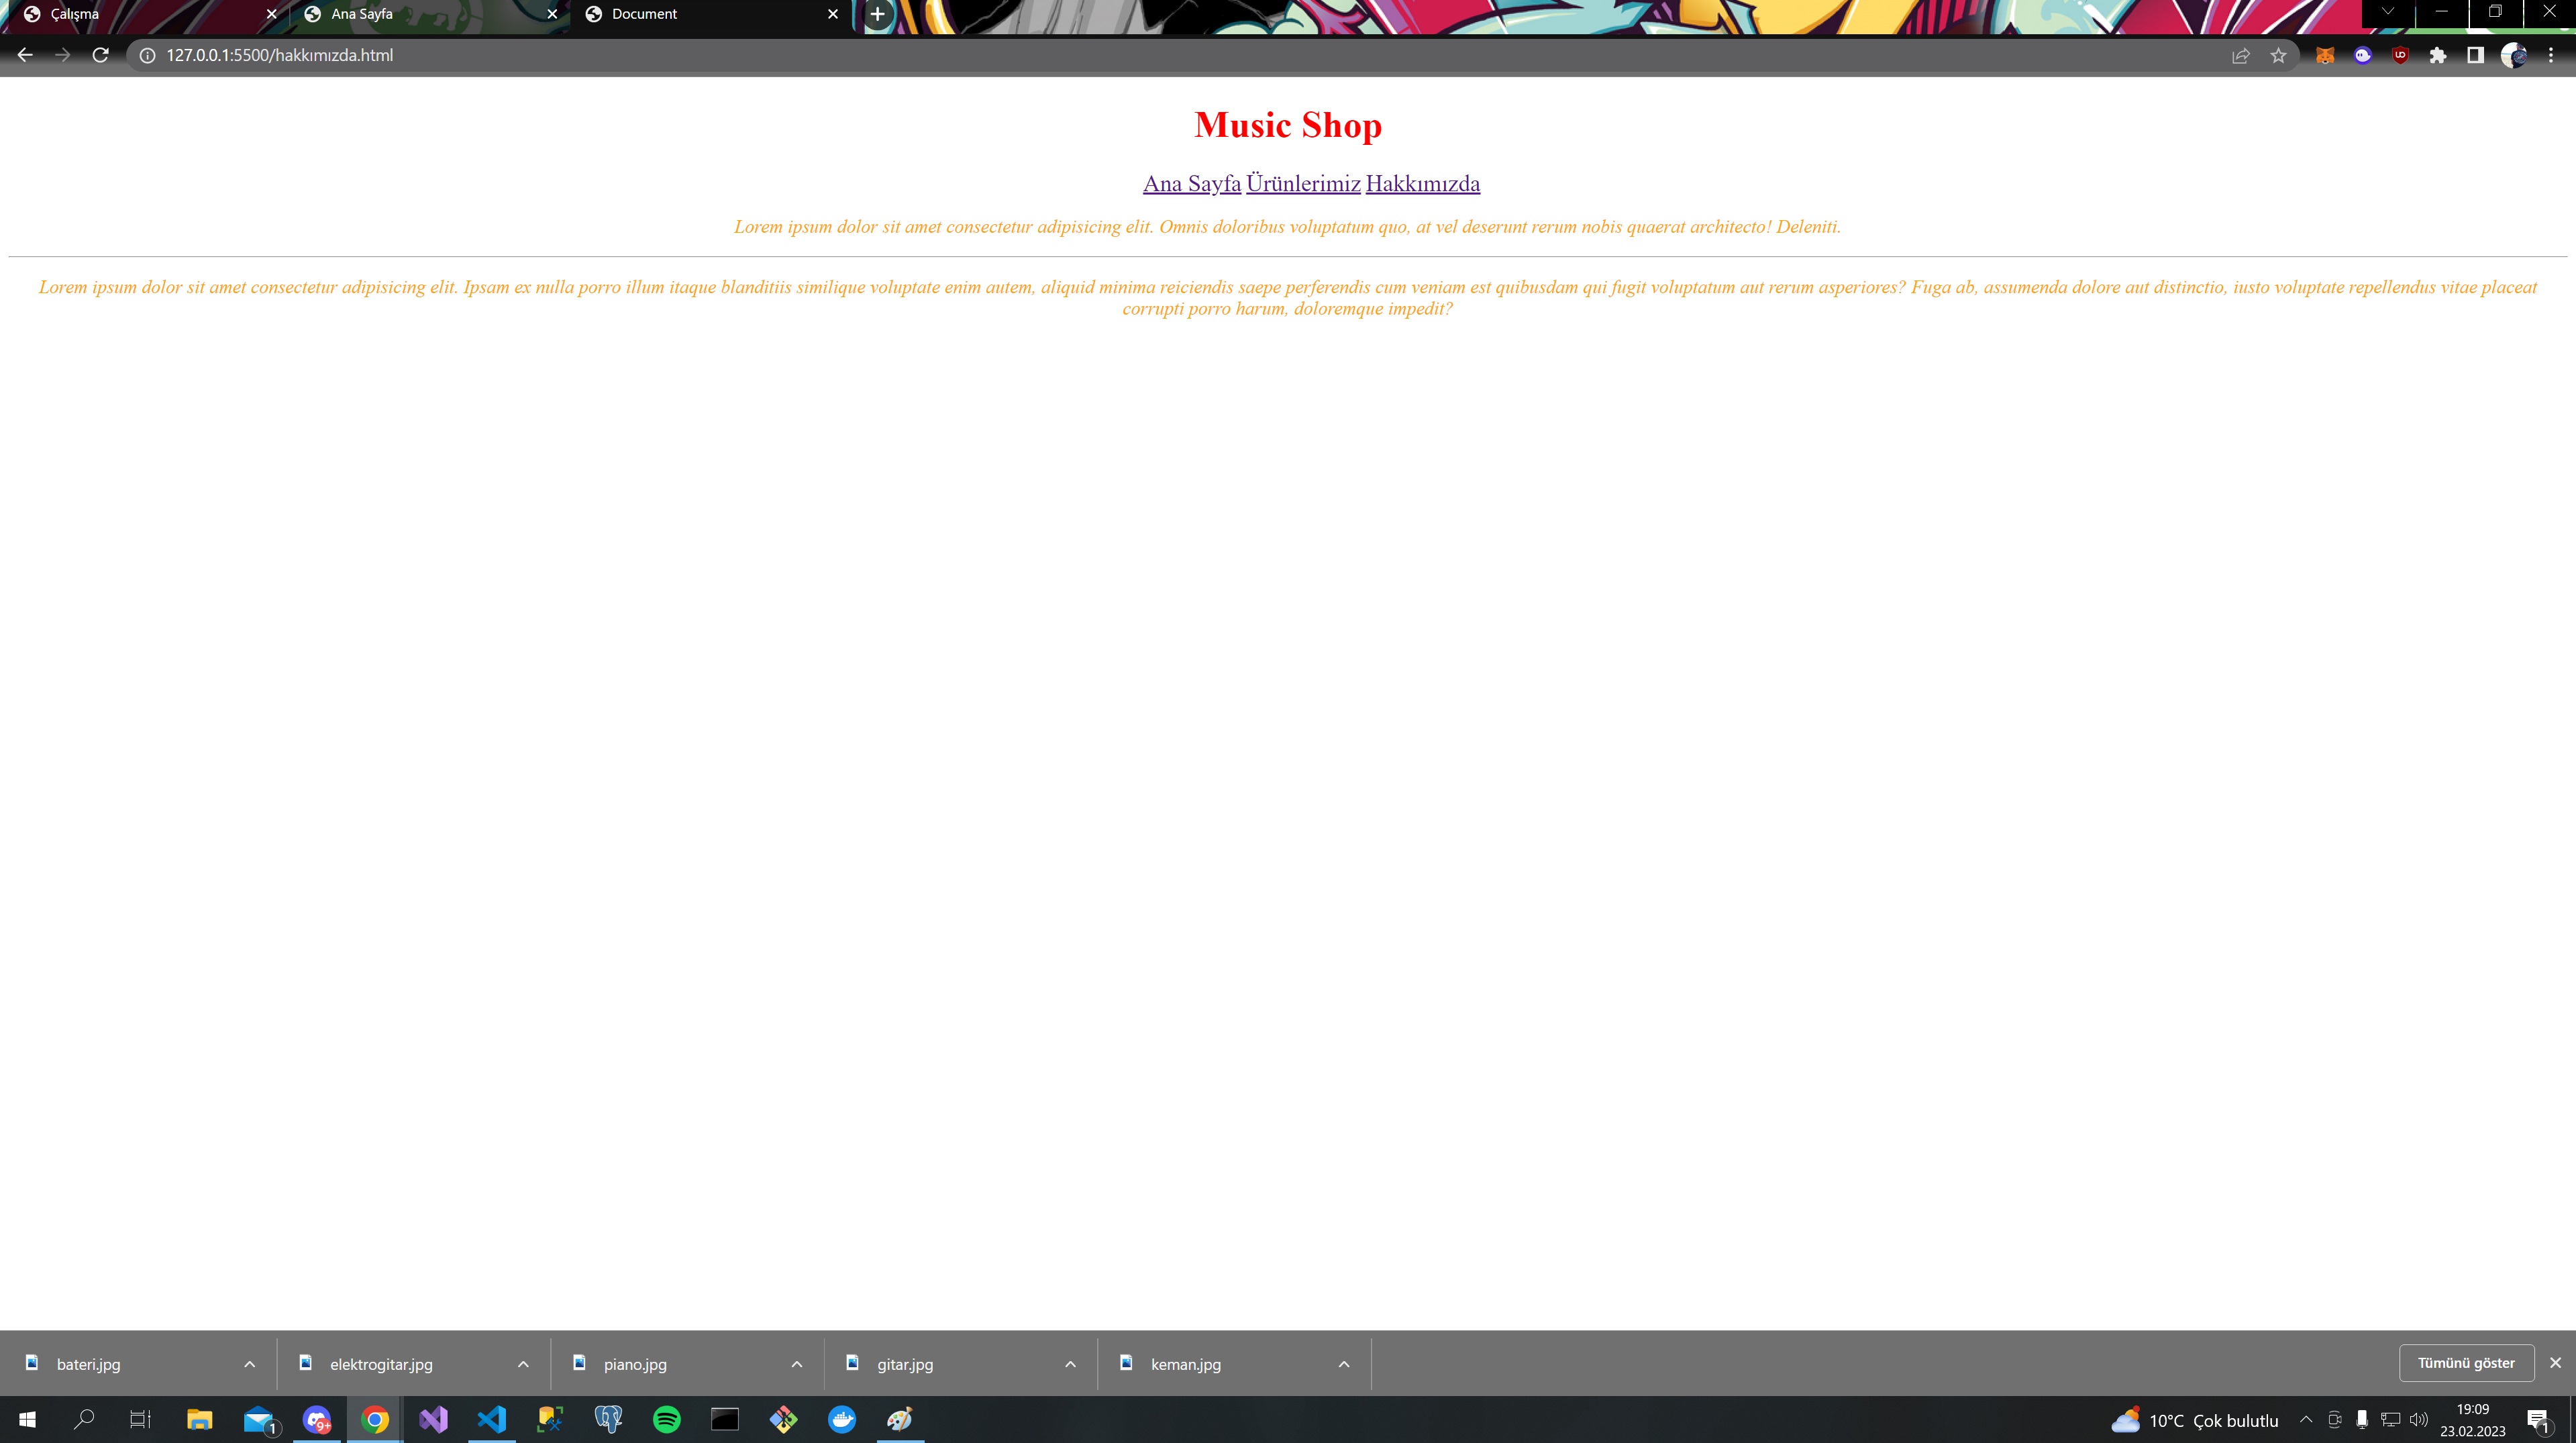 Çalışma
Ana Sayfa
Document
127.0.0.1:5500/hakkımızda.html
Music Shop
Ana Sayfa Ürünlerimiz Hakkımızda
Lorem ipsum dolor sit amet consectetur adipisicing elit. Omnis doloribus voluptatum quo, at vel deserunt rerum nobis quaerat architecto! Deleniti.
Lorem ipsum dolor sit amet consectetur adipisicing elit. Ipsam ex nulla porro illum itaque blanditiis similique voluptate enim autem, aliquid minima reiciendis saepe perferendis cum veniam est quibusdam qui fugit voluptatum aut rerum asperiores? Fuga ab, assumenda dolore aut distinctio, iusto voluptate repellendus vitae placeat
corrupti porro harum, doloremque impedit?
bateri.jpg
elektrogitar.jpg
piano.jpg
gitar.jpg
keman.jpg
Tümünü göster
1
9+
10°C Çok bulutlu
19:09
23.02.2023
1